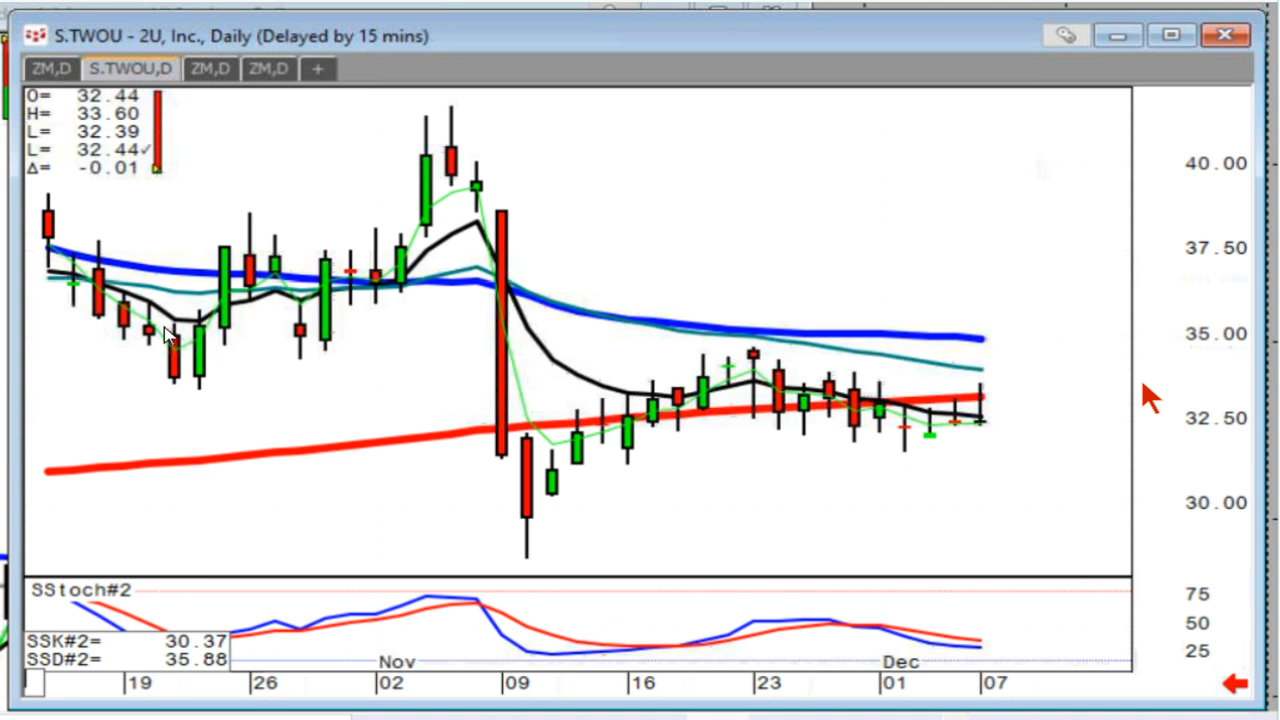 S.TWOU - 2U, Inc., Daily (Delayed by 15 mins)
ZM,D S.TWOU,D ZM,D ZM,D +
O= 32.44
H= 33.60
L= 32.39
L= 32.44✓
Δ= -0.01
40.00
37.50
35.00
32.50
30.00
SStoch#2
75
50
25
SSK#2= 30.37
SSD#2= 35.88
Nov Dec
19 26 02 09 16 23 01 07